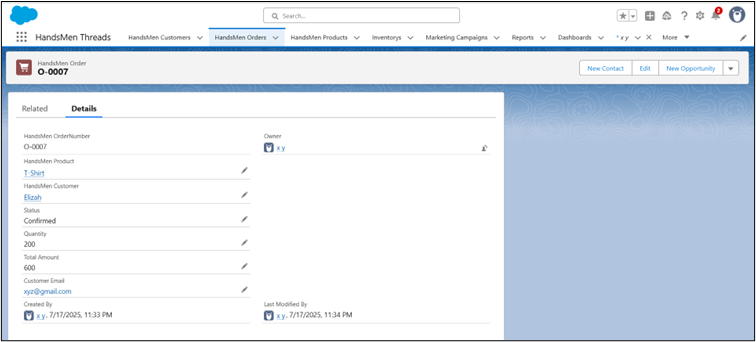 Search...
3
HandsMen Threads HandsMen Customers HandsMen Orders HandsMen Products Inventorys Marketing Campaigns Reports Dashboards * x y More
HandsMen Order
O-0007
New Contact Edit New Opportunity
Related Details
HandsMen OrderNumber Owner
O-0007 x y
HandsMen Product
T-Shirt
HandsMen Customer
Elizah
Status
Confirmed
Quantity
200
Total Amount
600
Customer Email
xyz@gmail.com
Created By Last Modified By
x y, 7/17/2025, 11:33 PM x y, 7/17/2025, 11:34 PM